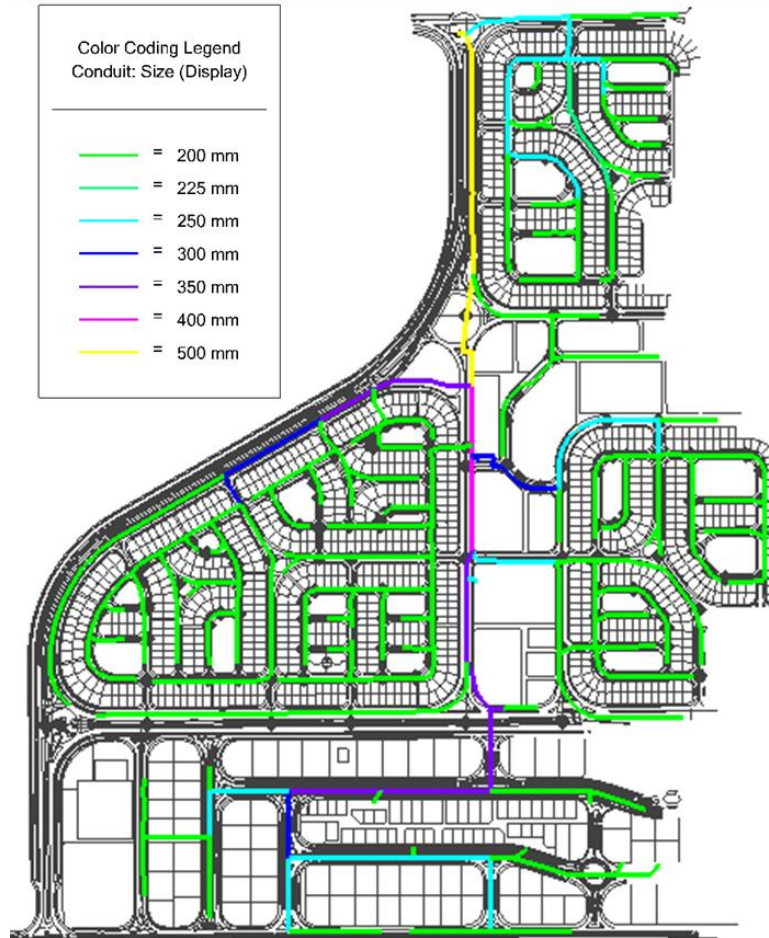 Color Coding Legend
Conduit: Size (Display)
= 200 mm
= 225 mm
= 250 mm
= 300 mm
= 350 mm
= 400 mm
= 500 mm